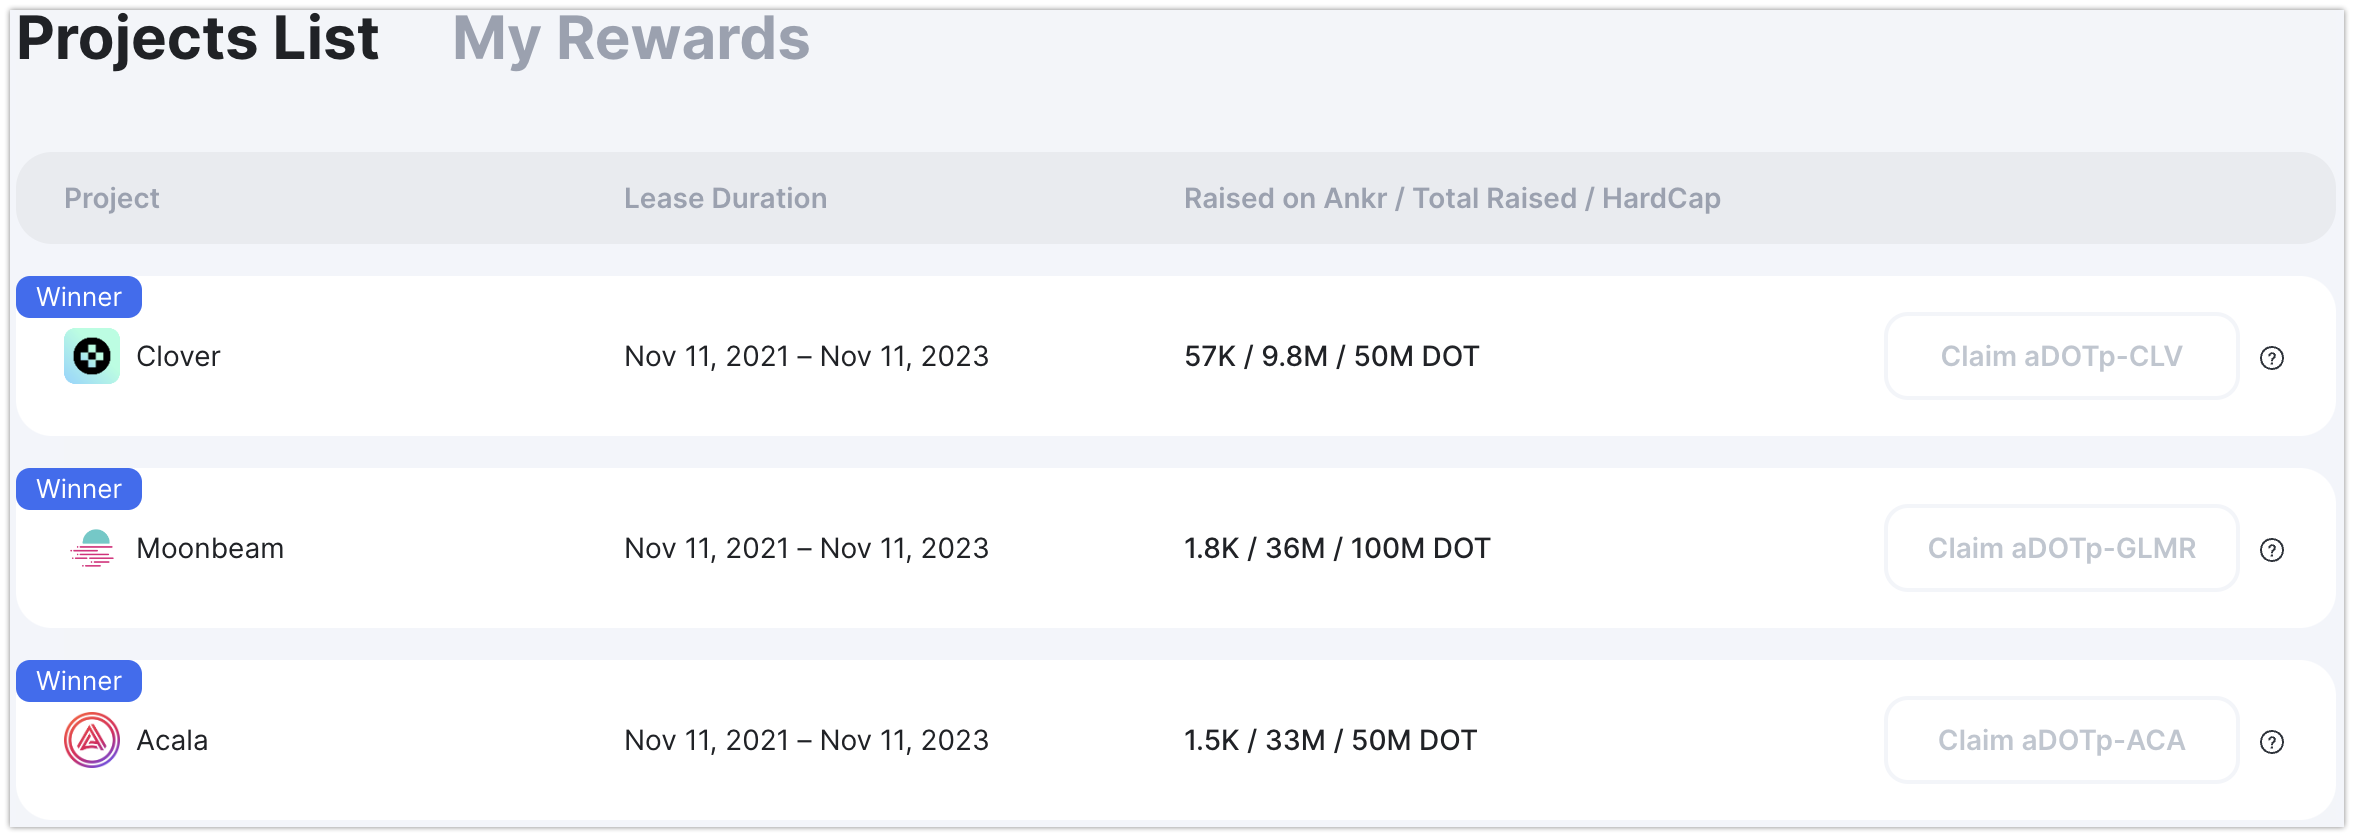 Projects List My Rewards
Project Lease Duration Raised on Ankr / Total Raised / HardCap
Winner
Clover Nov 11, 2021 – Nov 11, 2023 57K / 9.8M / 50M DOT Claim aDOTp-CLV ?
Winner
Moonbeam Nov 11, 2021 – Nov 11, 2023 1.8K / 36M / 100M DOT Claim aDOTp-GLMR ?
Winner
Acala Nov 11, 2021 – Nov 11, 2023 1.5K / 33M / 50M DOT Claim aDOTp-ACA ?